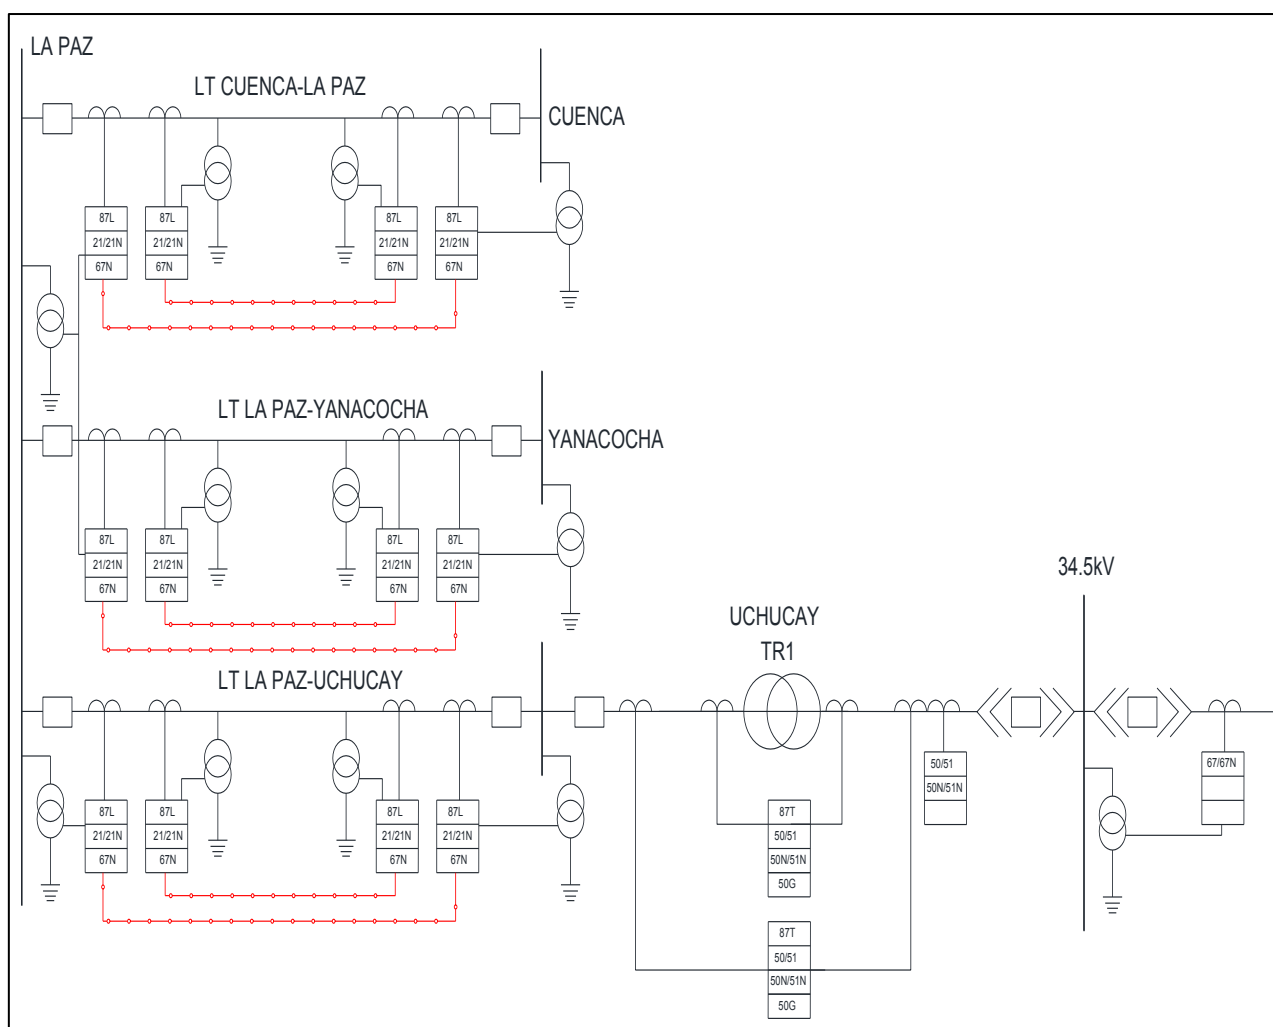 LA PAZ
LT CUENCA-LA PAZ
CUENCA
87L 87L 87L 87L
21/21N 21/21N 21/21N 21/21N
67N 67N 67N 67N
LT LA PAZ-YANACOCHA
YANACOCHA
87L 87L 87L 87L
21/21N 21/21N 21/21N 21/21N
67N 67N 67N 67N
34.5kV
UCHUCAY
TR1
LT LA PAZ-UCHUCAY
50/51
50N/51N
67/67N
87L 87L 87L 87L
21/21N 21/21N 21/21N 21/21N
67N 67N 67N 67N
87T
50/51
50N/51N
50G
87T
50/51
50N/51N
50G